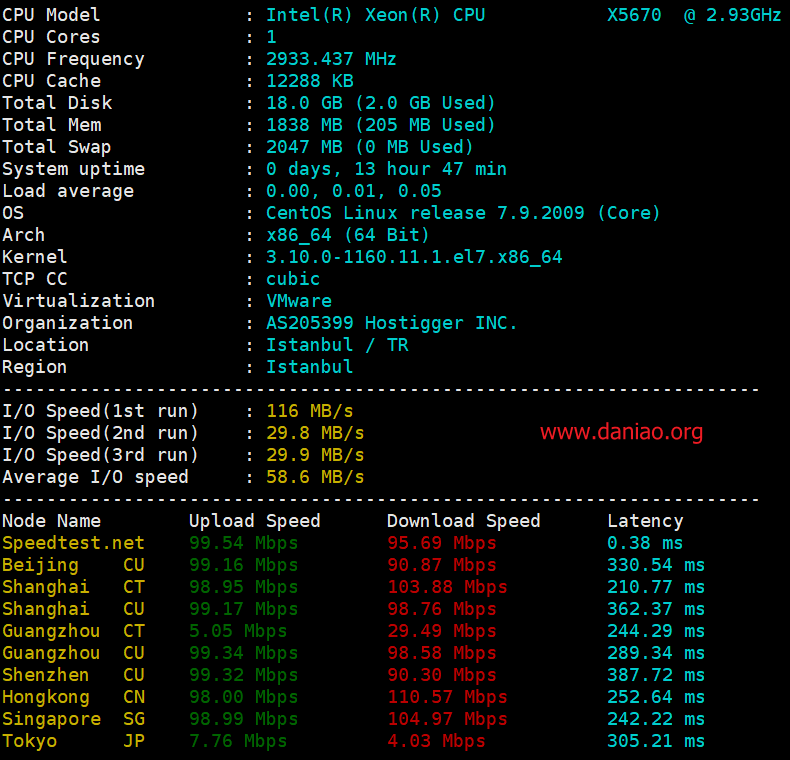 CPU Model : Intel(R) Xeon(R) CPU X5670 @ 2.93GHz
CPU Cores : 1
CPU Frequency : 2933.437 MHz
CPU Cache : 12288 KB
Total Disk : 18.0 GB (2.0 GB Used)
Total Mem : 1838 MB (205 MB Used)
Total Swap : 2047 MB (0 MB Used)
System uptime : 0 days, 13 hour 47 min
Load average : 0.00, 0.01, 0.05
OS : CentOS Linux release 7.9.2009 (Core)
Arch : x86_64 (64 Bit)
Kernel : 3.10.0-1160.11.1.el7.x86_64
TCP CC : cubic
Virtualization : VMware
Organization : AS205399 Hostigger INC.
Location : Istanbul / TR
Region : Istanbul
----------------------------------------------------------------------
I/O Speed(1st run) : 116 MB/s
I/O Speed(2nd run) : 29.8 MB/s
www.daniao.org
I/O Speed(3rd run) : 29.9 MB/s
Average I/O speed : 58.6 MB/s
----------------------------------------------------------------------
Node Name Upload Speed Download Speed Latency
Speedtest.net 99.54 Mbps 95.69 Mbps 0.38 ms
Beijing CU 99.16 Mbps 90.87 Mbps 330.54 ms
Shanghai CT 98.95 Mbps 103.88 Mbps 210.77 ms
Shanghai CU 99.17 Mbps 98.76 Mbps 362.37 ms
Guangzhou CT 5.05 Mbps 29.49 Mbps 244.29 ms
Guangzhou CU 99.34 Mbps 98.58 Mbps 289.34 ms
Shenzhen CU 99.32 Mbps 90.30 Mbps 387.72 ms
Hongkong CN 98.00 Mbps 110.57 Mbps 252.64 ms
Singapore SG 98.99 Mbps 104.97 Mbps 242.22 ms
Tokyo JP 7.76 Mbps 4.03 Mbps 305.21 ms